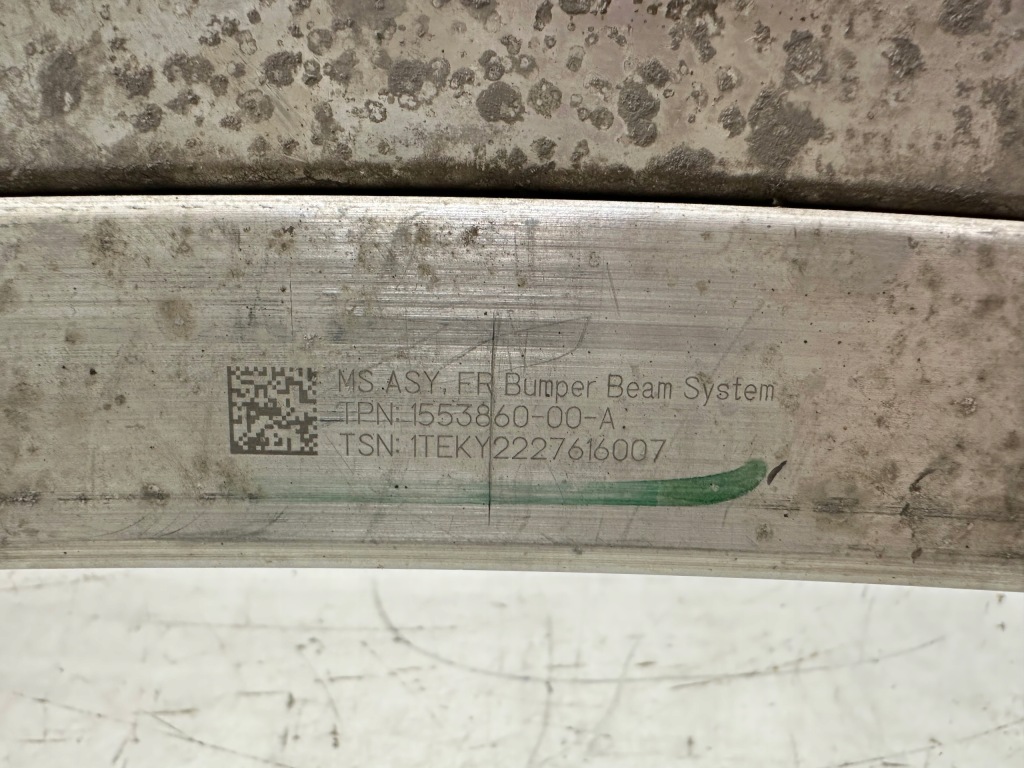 MS ASY, FR Bumper Beam System
TPN: 1553860-00-A
TSN: 1TEKY2227616007